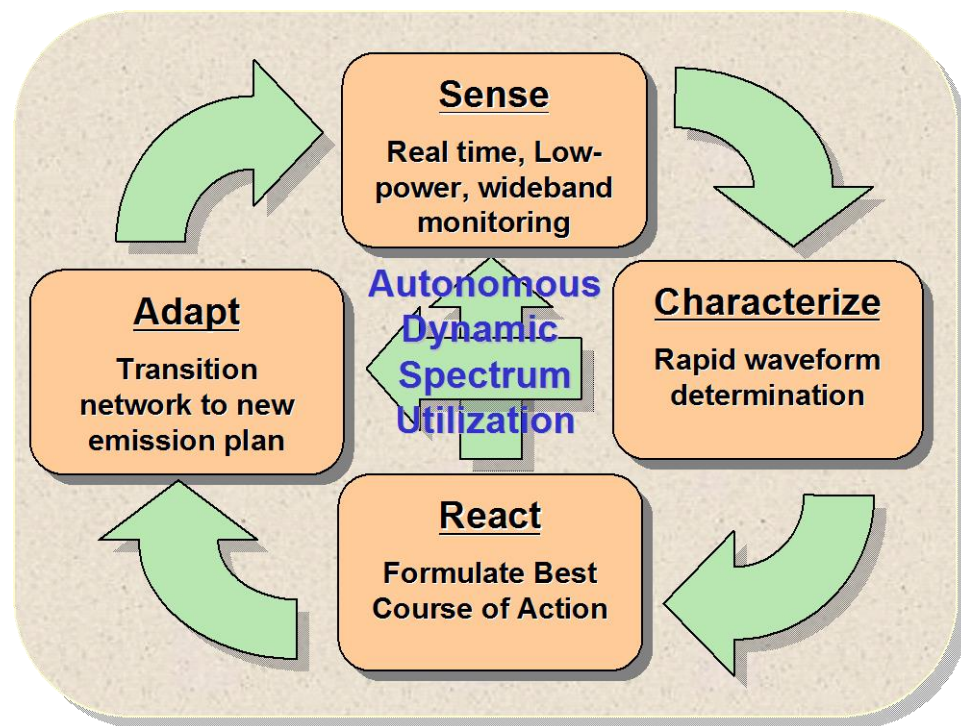 Sense
Real time, Low-
power, wideband
monitoring
Characterize
Rapid waveform
determination
React
Formulate Best
Course of Action
Adapt
Transition
network to new
emission plan
Autonomous
Dynamic
Spectrum
Utilization